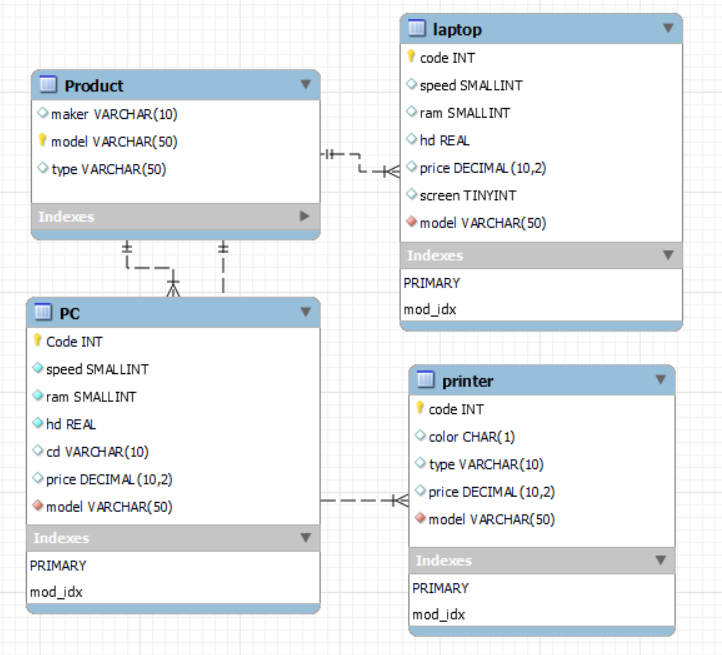 Product
maker VARCHAR(10)
model VARCHAR(50)
type VARCHAR(50)
Indexes
laptop
code INT
speed SMALLINT
ram SMALLINT
hd REAL
price DECIMAL(10,2)
screen TINYINT
model VARCHAR(50)
Indexes
PRIMARY
mod_idx
PC
Code INT
speed SMALLINT
ram SMALLINT
hd REAL
cd VARCHAR(10)
price DECIMAL(10,2)
model VARCHAR(50)
Indexes
PRIMARY
mod_idx
printer
code INT
color CHAR(1)
type VARCHAR(10)
price DECIMAL(10,2)
model VARCHAR(50)
Indexes
PRIMARY
mod_idx